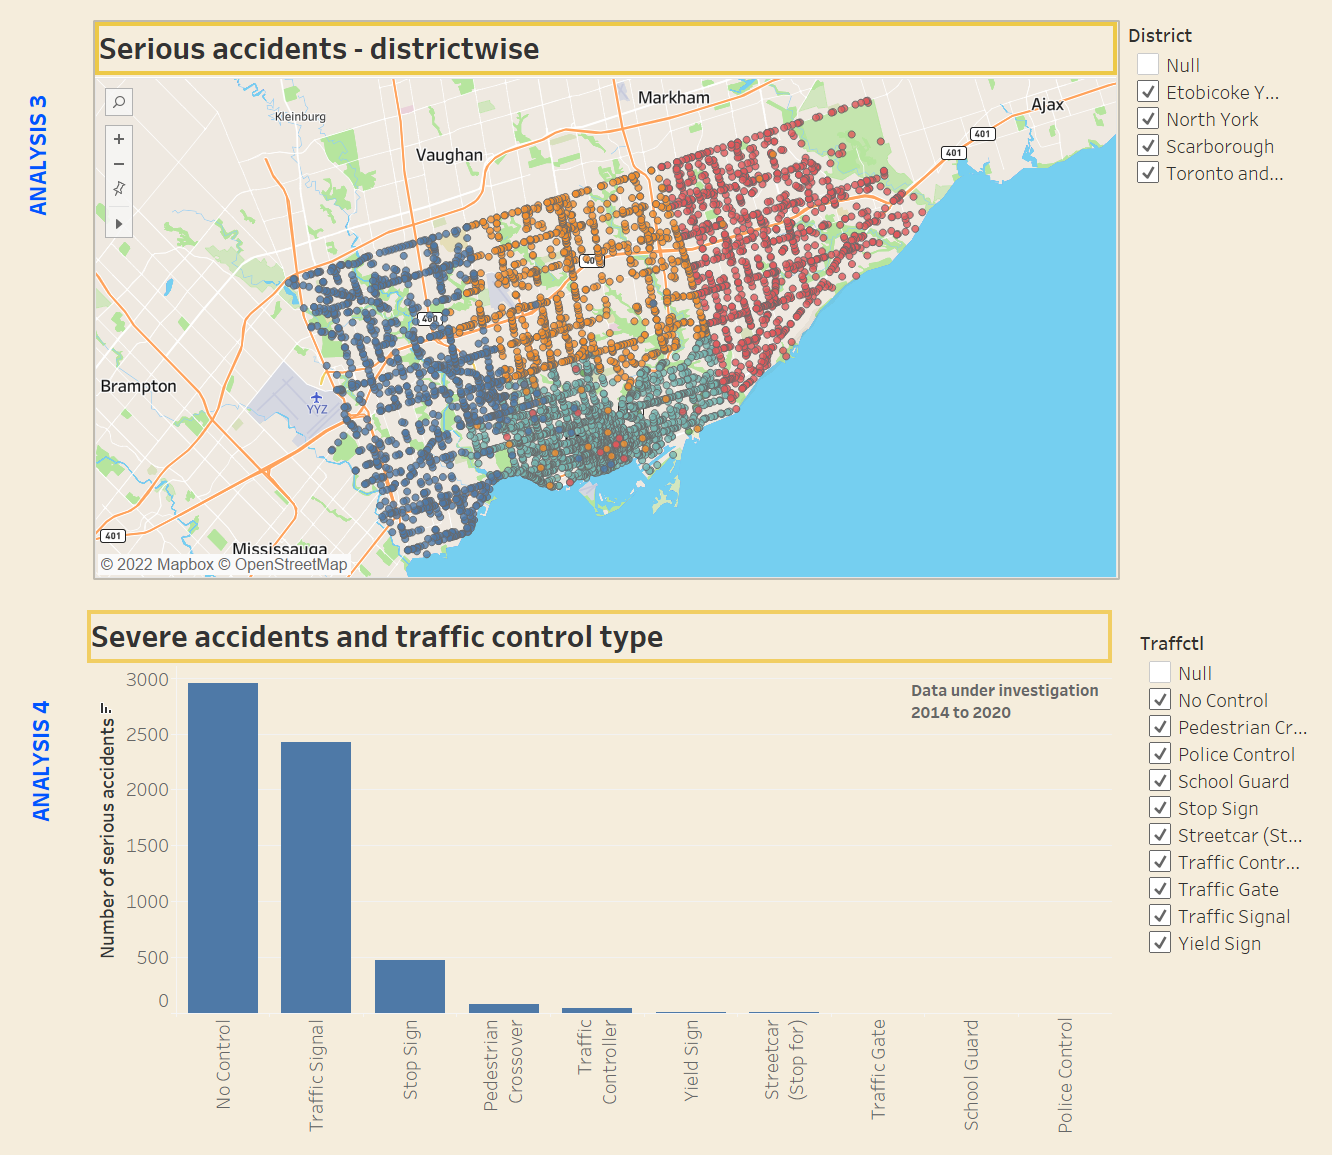 ANALYSIS 3
Serious accidents - districtwise
District
Null
Etobicoke Y...
North York
Scarborough
Toronto and...
Markham
Ajax
Kleinburg
401
401
Vaughan
400
Brampton
YYZ
401
Mississauga
© 2022 Mapbox © OpenStreetMap
ANALYSIS 4
Severe accidents and traffic control type
Data under investigation
2014 to 2020
Number of serious accidents
3000
2500
2000
1500
1000
500
0
No Control
Traffic Signal
Stop Sign
Pedestrian
Crossover
Traffic
Controller
Yield Sign
Streetcar
(Stop for)
Traffic Gate
School Guard
Police Control
Traffctl
Null
No Control
Pedestrian Cr...
Police Control
School Guard
Stop Sign
Streetcar (St...
Traffic Contr...
Traffic Gate
Traffic Signal
Yield Sign